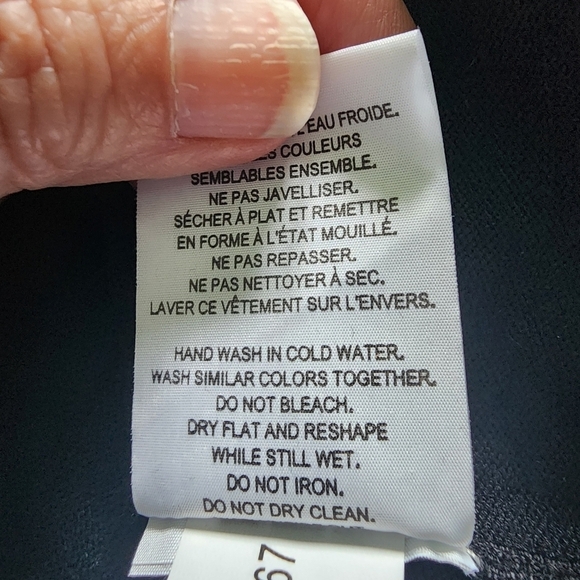 L'EAU FROIDE.
COULEURS
SEMBLABLES ENSEMBLE.
NE PAS JAVELLISER.
SÉCHER À PLAT ET REMETTRE
EN FORME À L'ÉTAT MOUILLÉ.
NE PAS REPASSER.
NE PAS NETTOYER À SEC.
LAVER CE VÊTEMENT SUR L'ENVERS.
HAND WASH IN COLD WATER.
WASH SIMILAR COLORS TOGETHER.
DO NOT BLEACH.
DRY FLAT AND RESHAPE
WHILE STILL WET.
DO NOT IRON.
DO NOT DRY CLEAN.
67